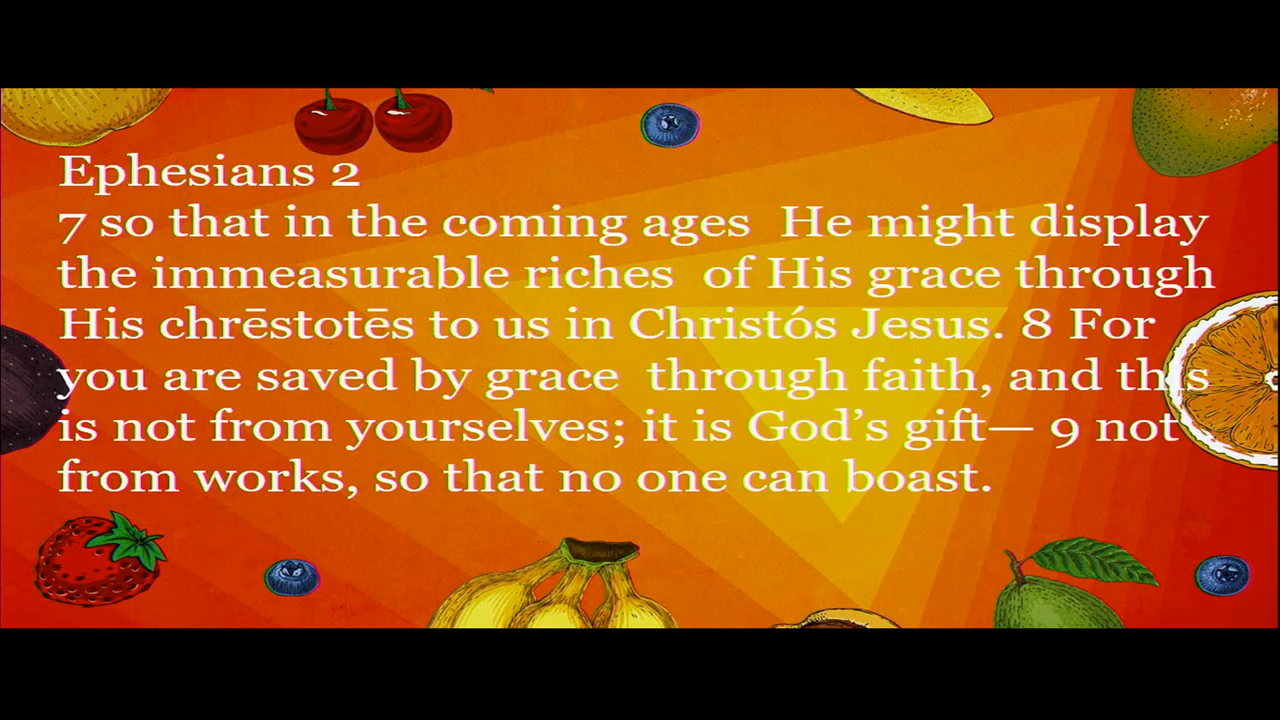 Ephesians 2
7 so that in the coming ages He might display
the immeasurable riches of His grace through
His chrēstotēs to us in Christós Jesus. 8 For
you are saved by grace through faith, and this
is not from yourselves; it is God’s gift— 9 not
from works, so that no one can boast.